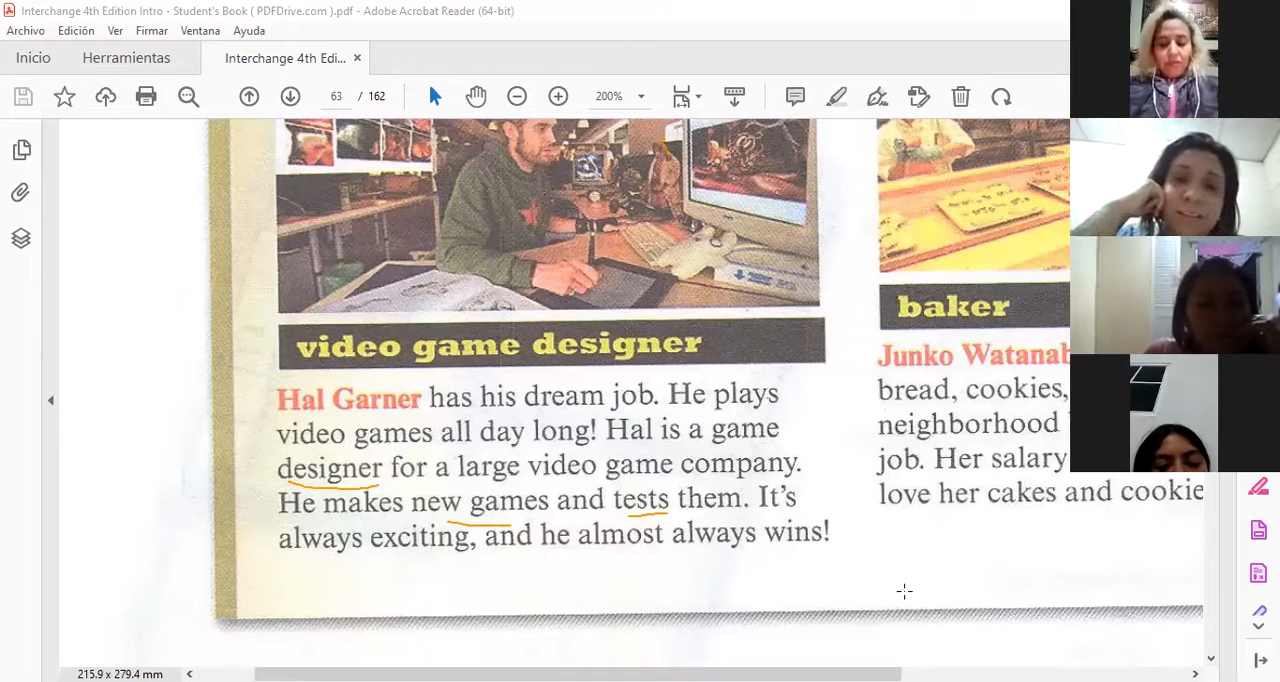 Interchange 4th Edition Intro - Student's Book ( PDFDrive.com ).pdf - Adobe Acrobat Reader (64-bit)
Archivo Edición Ver Firmar Ventana Ayuda
Inicio Herramientas Interchange 4th Edi... ×
63 / 162 200%
video game designer
Hal Garner has his dream job. He plays
video games all day long! Hal is a game
designer for a large video game company.
He makes new games and tests them. It's
always exciting, and he almost always wins!
baker
Junko
bread, cookies,
neighborhood
job. Her salary
love her cakes and
215.9 x 279.4 mm